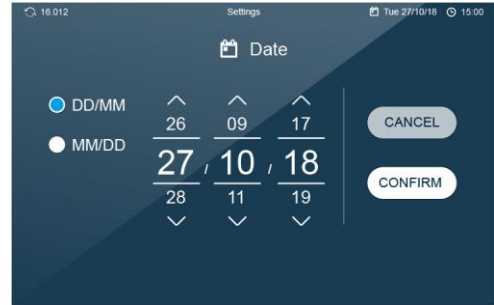 16.012 Settings Tue 27/10/18 15:00
Date
DD/MM
MM/DD
26 09 17
27 / 10 / 18
28 11 19
CANCEL
CONFIRM